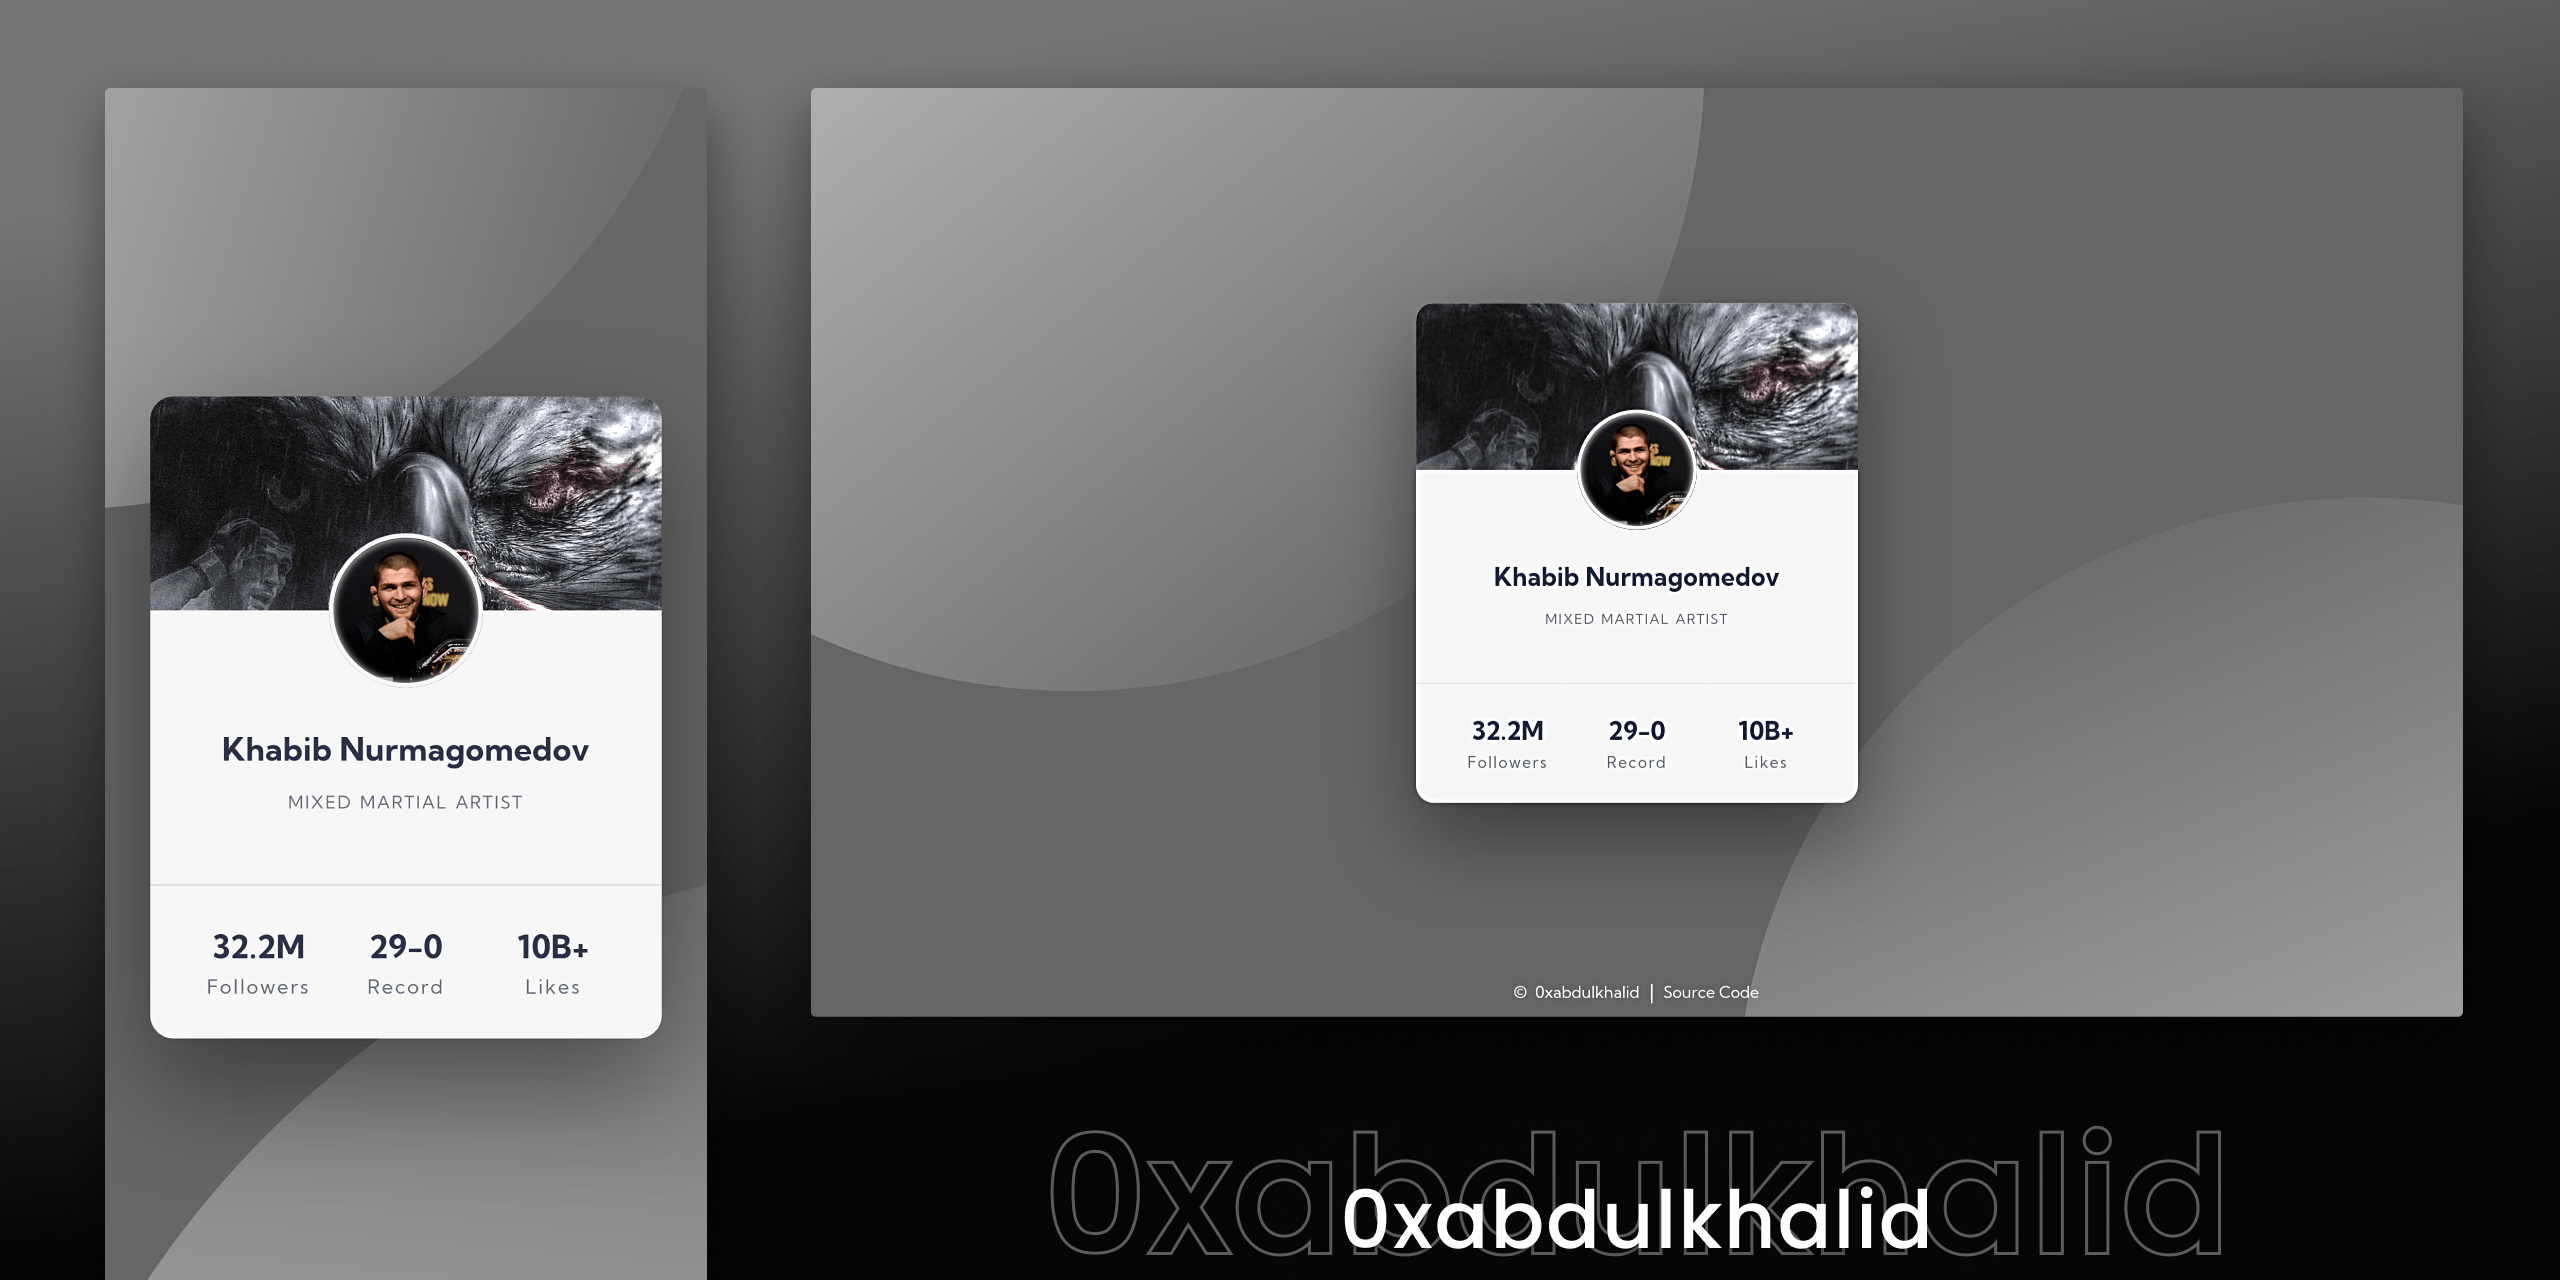 Khabib Nurmagomedov
MIXED MARTIAL ARTIST
32.2M 29-0 10B+
Followers Record Likes
Khabib Nurmagomedov
MIXED MARTIAL ARTIST
32.2M 29-0 10B+
Followers Record Likes
© 0xabdulkhalid | Source Code
0xabdulkhalid
0xabdulkhalid